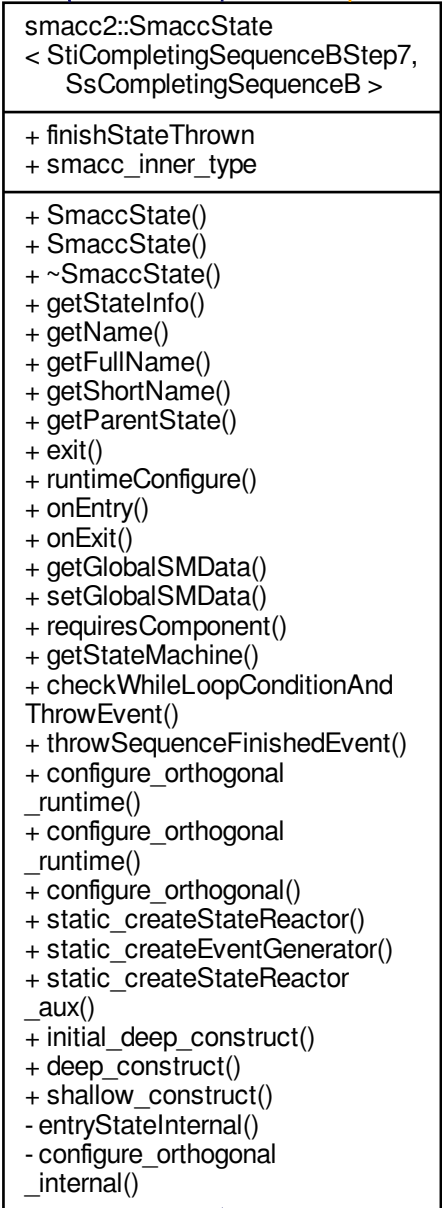 smacc2::SmaccState
< StiCompletingSequenceBStep7,
SsCompletingSequenceB >
+ finishStateThrown
+ smacc_inner_type
+ SmaccState()
+ SmaccState()
+ ~SmaccState()
+ getStateInfo()
+ getName()
+ getFullName()
+ getShortName()
+ getParentState()
+ exit()
+ runtimeConfigure()
+ onEntry()
+ onExit()
+ getGlobalSMData()
+ setGlobalSMData()
+ requiresComponent()
+ getStateMachine()
+ checkWhileLoopConditionAnd
ThrowEvent()
+ throwSequenceFinishedEvent()
+ configure_orthogonal
_runtime()
+ configure_orthogonal
_runtime()
+ configure_orthogonal()
+ static_createStateReactor()
+ static_createEventGenerator()
+ static_createStateReactor
_aux()
+ initial_deep_construct()
+ deep_construct()
+ shallow_construct()
- entryStateInternal()
- configure_orthogonal
_internal()